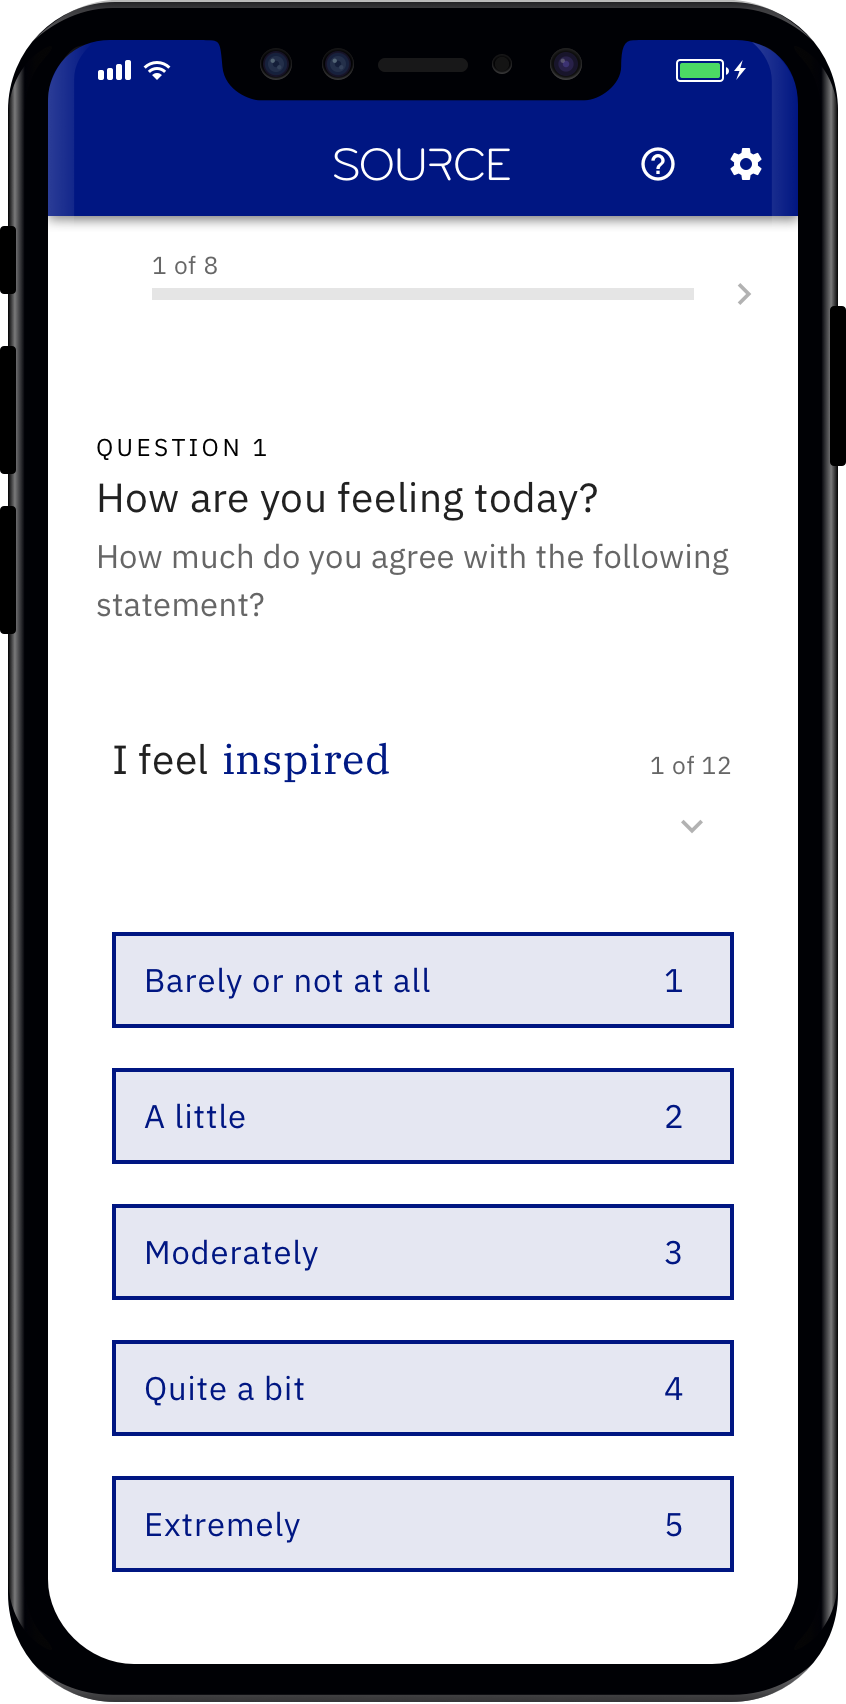 SOURCE
1 of 8
QUESTION 1
How are you feeling today?
How much do you agree with the following
statement?
I feel inspired 1 of 12
Barely or not at all 1
A little 2
Moderately 3
Quite a bit 4
Extremely 5